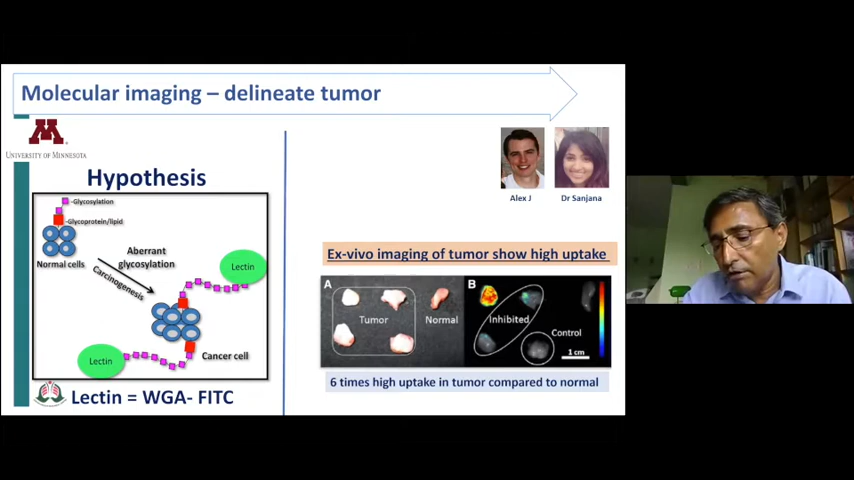 Molecular imaging – delineate tumor
UNIVERSITY OF MINNESOTA
Hypothesis
-Glycosylation
-Glycoprotein/lipid
Normal cells
Aberrant
glycosylation
Carcinogenesis
Lectin
Lectin
Cancer cell
Lectin = WGA- FITC
Alex J
Dr Sanjana
Ex-vivo imaging of tumor show high uptake
A
Tumor
Normal
B
Inhibited
Control
1 cm
6 times high uptake in tumor compared to normal